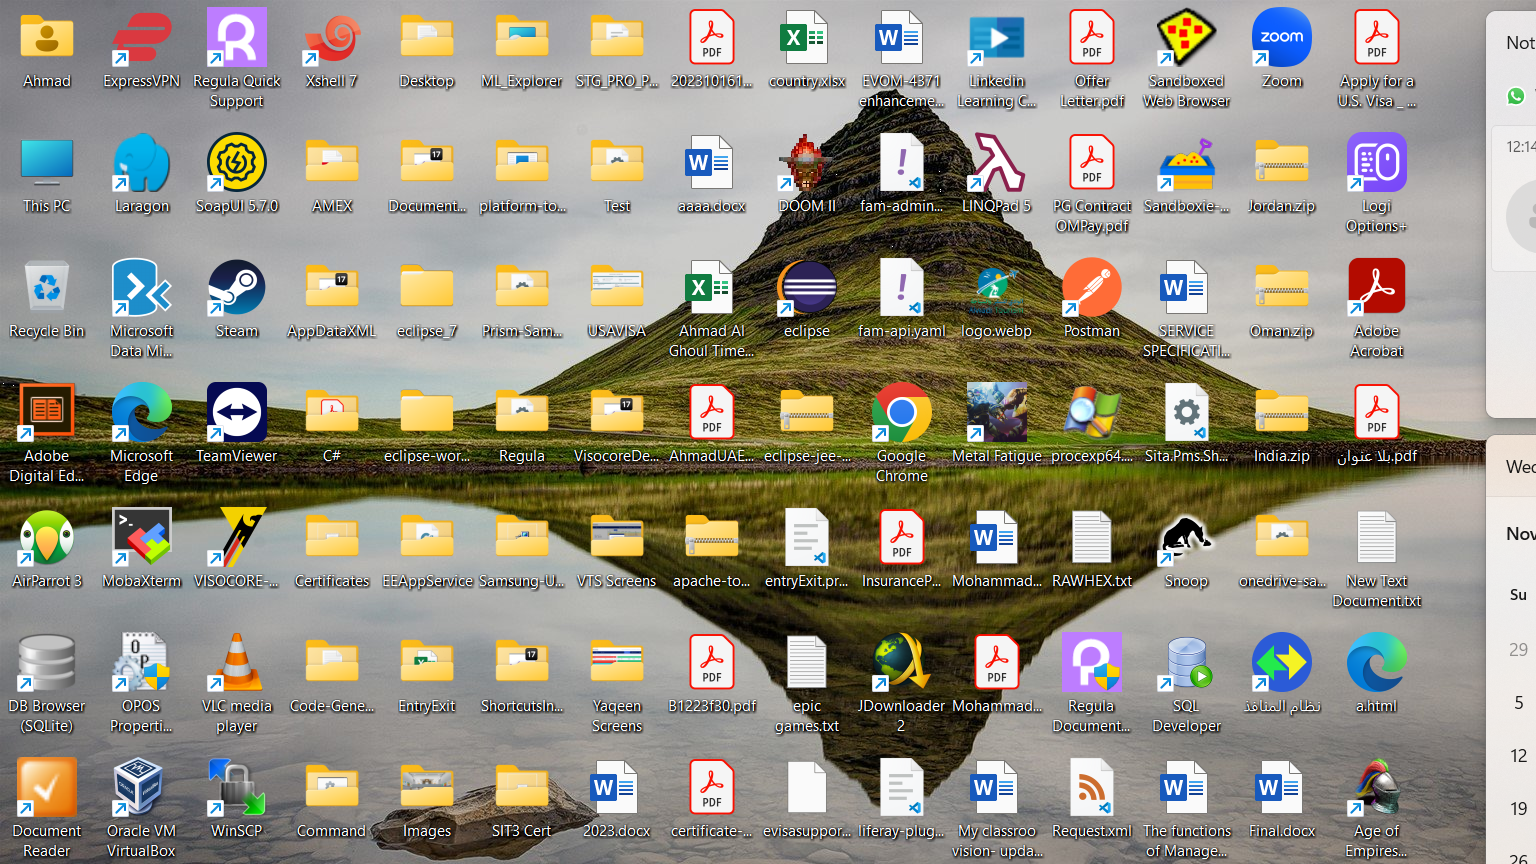 Ahmad
ExpressVPN
Regula Quick
Support
Xshell 7
Desktop
ML_Explorer
STG_PRO_P...
202310161...
country.xlsx
EVOM-4371
enhanceme...
Linkedin
Learning C...
Offer
Letter.pdf
Sandboxed
Web Browser
zoom
Zoom
Apply for a
U.S. Visa _ ...
This PC
Laragon
SoapUI 5.7.0
AMEX
Document...
platform-to...
Test
aaaa.docx
DOOM II
fam-admin...
LINQPad 5
PG Contract
OMPay.pdf
Sandboxie-...
Jordan.zip
Logi
Options+
Recycle Bin
Microsoft
Data Mi...
Steam
AppDataXML
eclipse_7
Prism-Sam...
USAVISA
Ahmad Al
Ghoul Time...
eclipse
fam-api.yaml
logo.webp
Postman
SERVICE
SPECIFICATI...
Oman.zip
Adobe
Acrobat
Adobe
Digital Ed...
Microsoft
Edge
TeamViewer
C#
eclipse-wor...
Regula
VisocoreDe...
AhmadUAE...
eclipse-jee-...
Google
Chrome
Metal Fatigue
procexp64....
Sita.Pms.Sh...
India.zip
بلا عنوان.pdf
AirParrot 3
MobaXterm
VISOCORE-...
Certificates
EEAppService
Samsung-U...
VTS Screens
apache-to...
entryExit.pr...
InsuranceP...
Mohammad...
RAWHEX.txt
Snoop
onedrive-sa...
New Text
Document.txt
DB Browser
(SQLite)
OPOS
Properti...
VLC media
player
Code-Gene...
EntryExit
ShortcutsIn...
Yaqeen
Screens
B1223f30.pdf
epic
games.txt
JDownloader
2
Mohammad...
Regula
Document...
SQL
Developer
نظام المنافذ
a.html
Document
Reader
Oracle VM
VirtualBox
WinSCP
Command
Images
SIT3 Cert
2023.docx
certificate-...
evisasuppor...
liferay-plug...
My classroo
vision- upda...
Request.xml
The functions
of Manage...
Final.docx
Age of
Empires...
Not
12:14
Wed
Nov
Su
29
5
12
19
26